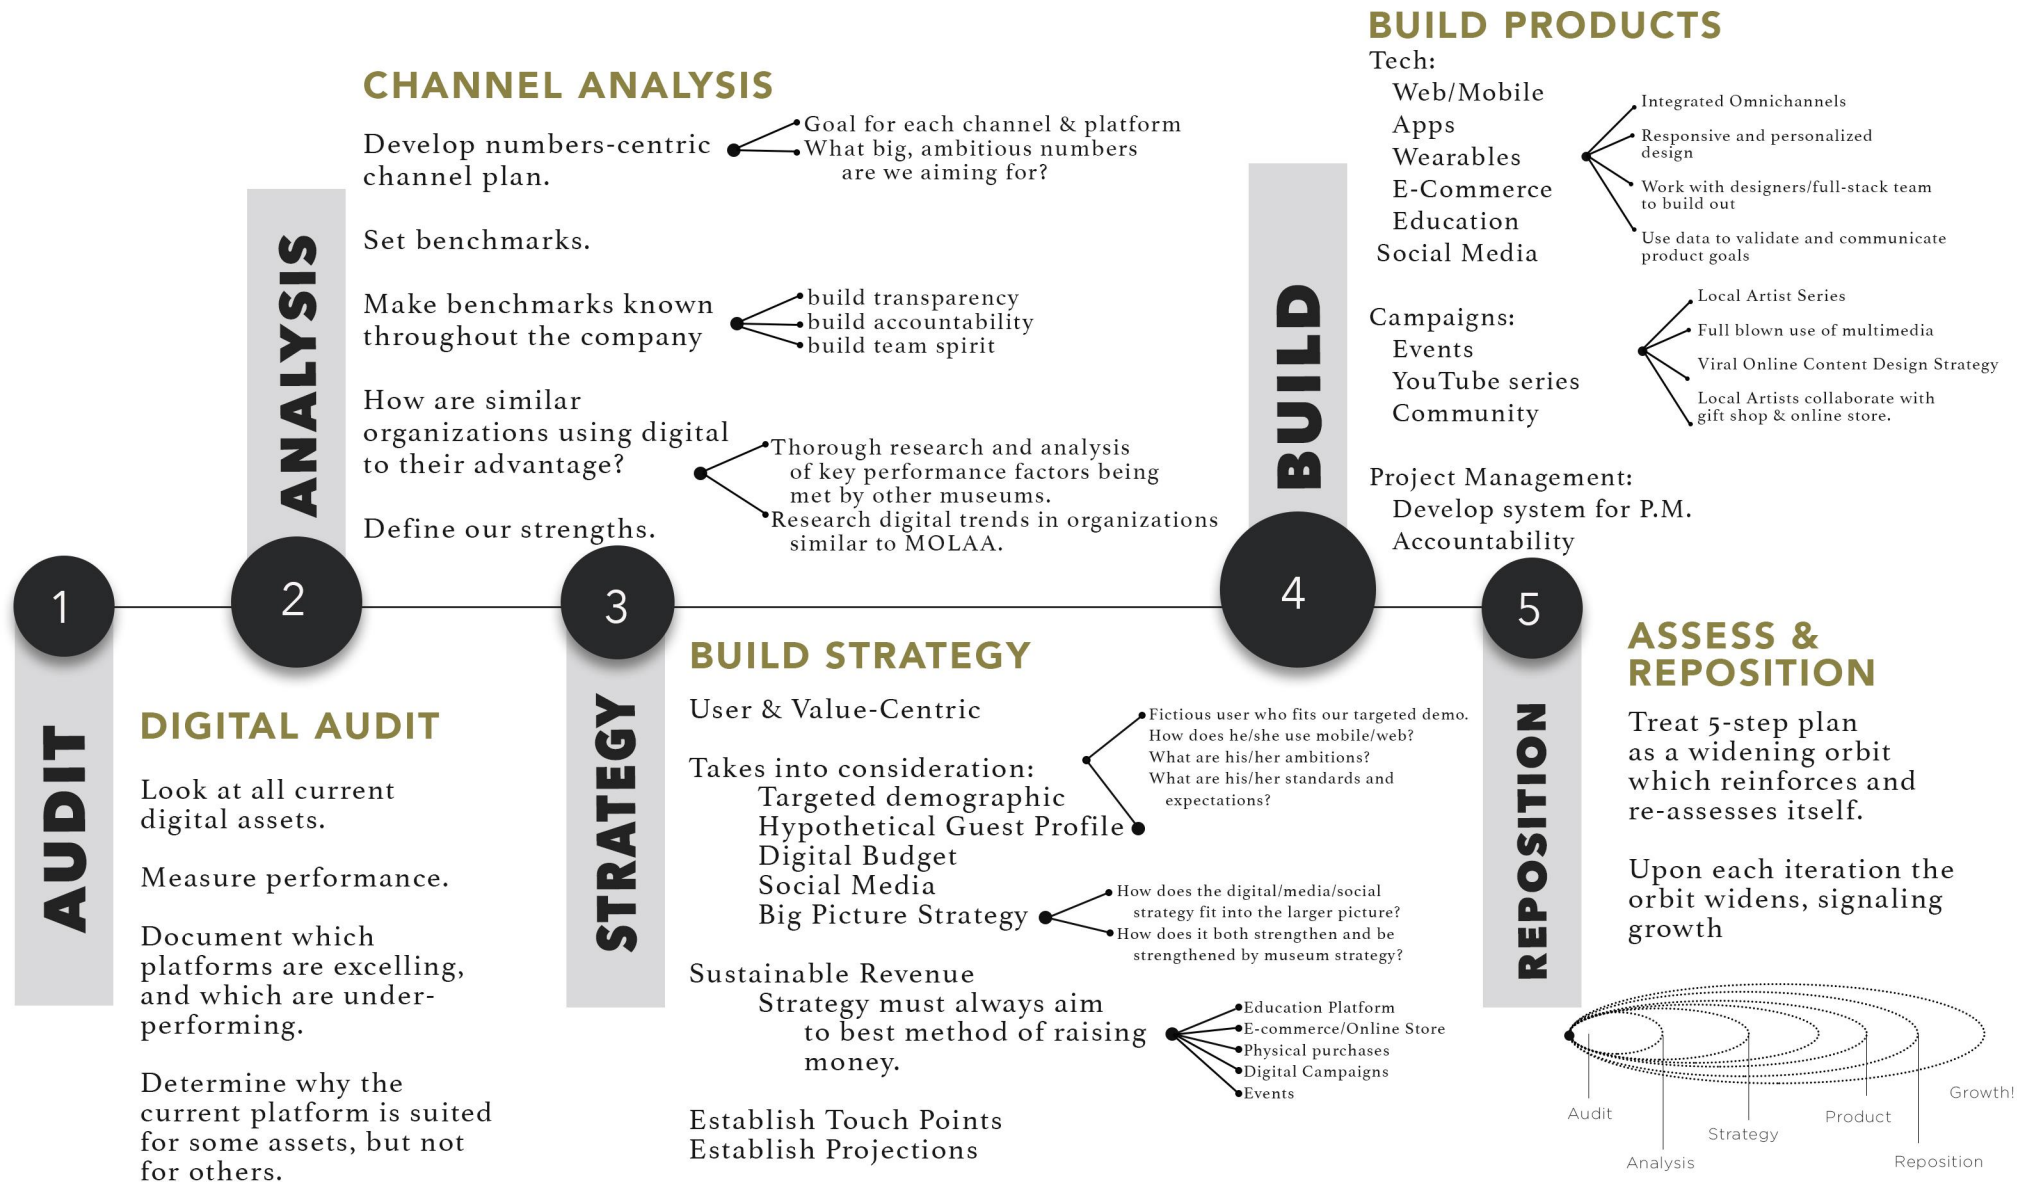 1
AUDIT
DIGITAL AUDIT
Look at all current
digital assets.
Measure performance.
Document which
platforms are excelling,
and which are under-
performing.
Determine why the
current platform is suited
for some assets, but not
for others.
2
ANALYSIS
CHANNEL ANALYSIS
Develop numbers-centric
channel plan.
Goal for each channel & platform
What big, ambitious numbers
are we aiming for?
Set benchmarks.
Make benchmarks known
throughout the company
build transparency
build accountability
build team spirit
How are similar
organizations using digital
to their advantage?
Thorough research and analysis
of key performance factors being
met by other museums.
Research digital trends in organizations
similar to MOLAA.
Define our strengths.
3
STRATEGY
BUILD STRATEGY
User & Value-Centric
Takes into consideration:
Targeted demographic
Hypothetical Guest Profile
Fictious user who fits our targeted demo.
How does he/she use mobile/web?
What are his/her ambitions?
What are his/her standards and
expectations?
Digital Budget
Social Media
Big Picture Strategy
How does the digital/media/social
strategy fit into the larger picture?
How does it both strengthen and be
strengthened by museum strategy?
Sustainable Revenue
Strategy must always aim
to best method of raising
money.
Education Platform
E-commerce/Online Store
Physical purchases
Digital Campaigns
Events
Establish Touch Points
Establish Projections
4
BUILD
BUILD PRODUCTS
Tech:
Web/Mobile
Apps
Wearables
E-Commerce
Education
Social Media
Integrated Omnichannels
Responsive and personalized
design
Work with designers/full-stack team
to build out
Use data to validate and communicate
product goals
Campaigns:
Events
YouTube series
Community
Local Artist Series
Full blown use of multimedia
Viral Online Content Design Strategy
Local Artists collaborate with
gift shop & online store.
Project Management:
Develop system for P.M.
Accountability
5
REPOSITION
ASSESS &
REPOSITION
Treat 5-step plan
as a widening orbit
which reinforces and
re-assesses itself.
Upon each iteration the
orbit widens, signaling
growth
Audit
Analysis
Strategy
Product
Reposition
Growth!